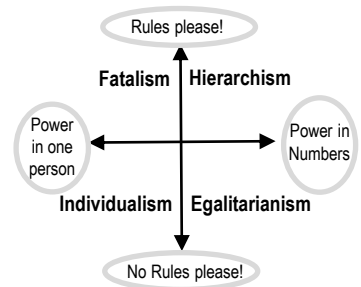 Rules please!
Fatalism Hierarchism
Power
in one
person
Power in
Numbers
Individualism Egalitarianism
No Rules please!